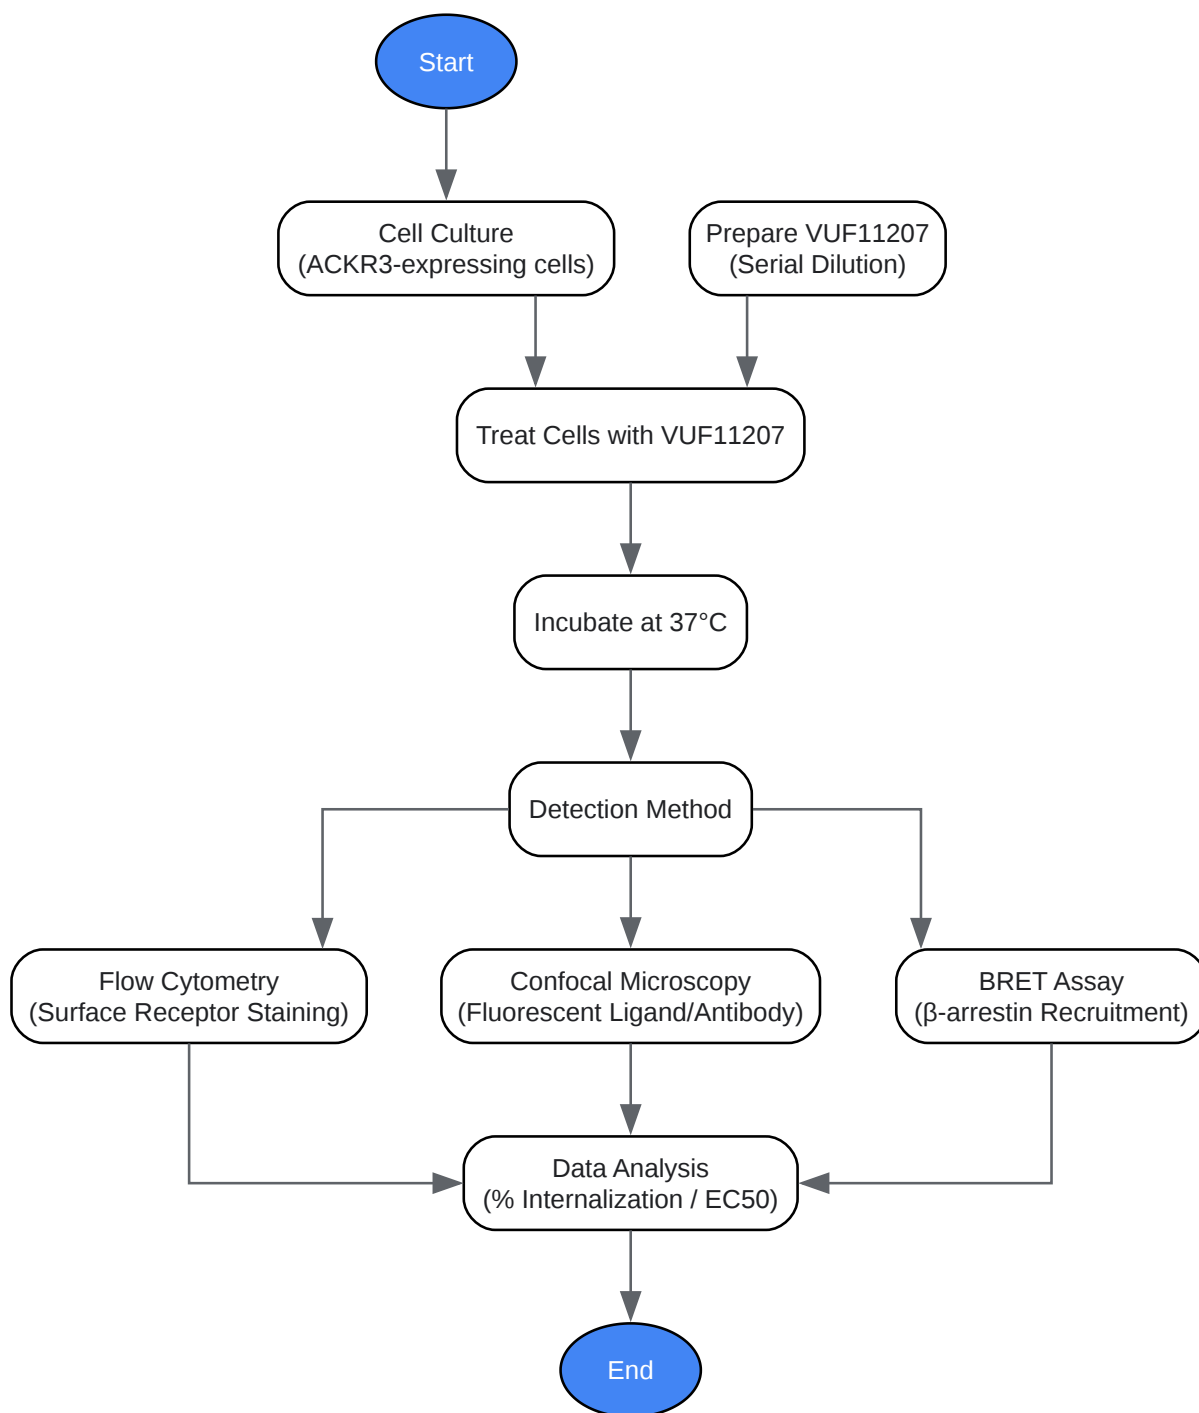 Start
Cell Culture
(ACKR3-expressing cells)
Prepare VUF11207
(Serial Dilution)
Treat Cells with VUF11207
Incubate at 37°C
Detection Method
Flow Cytometry
(Surface Receptor Staining)
Confocal Microscopy
(Fluorescent Ligand/Antibody)
BRET Assay
(β-arrestin Recruitment)
Data Analysis
(% Internalization / EC50)
End